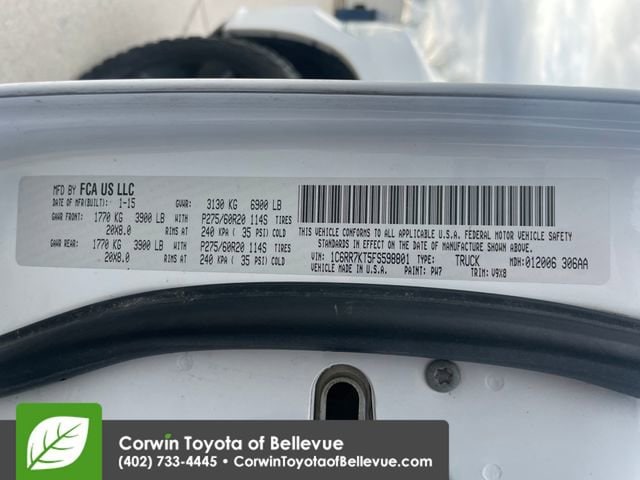 MFD BY FCA US LLC
DATE OF MFR(BUILT): 1-15 GVWR: 3130 KG 6900 LB
GAWR FRONT: 1770 KG 3900 LB WITH P275/60R20 114S TIRES
20X8.0 RIMS AT 240 KPA ( 35 PSI) COLD
GAWR REAR: 1770 KG 3900 LB WITH P275/60R20 114S TIRES
20X8.0 RIMS AT 240 KPA ( 35 PSI) COLD
THIS VEHICLE CONFORMS TO ALL APPLICABLE U.S.A. FEDERAL MOTOR VEHICLE SAFETY
STANDARDS IN EFFECT ON THE DATE OF MANUFACTURE SHOWN ABOVE.
VIN: 1C6RR7KT5FS598801 TYPE: TRUCK MDH:012006 306AA
VEHICLE MADE IN U.S.A. PAINT: PW7 TRIM: V9X8
Corwin Toyota of Bellevue
(402) 733-4445 • CorwinToyotaofBellevue.com